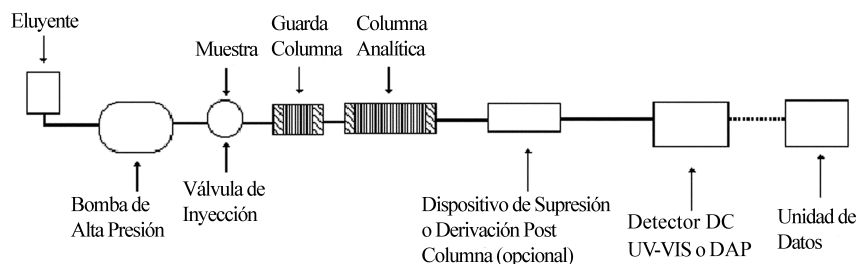 Eluyente
Muestra
Guarda
Columna
Columna
Analítica
Bomba de
Alta Presión
Válvula de
Inyección
Dispositivo de Supresión
o Derivación Post
Columna (opcional)
Detector DC
UV-VIS o DAP
Unidad de
Datos